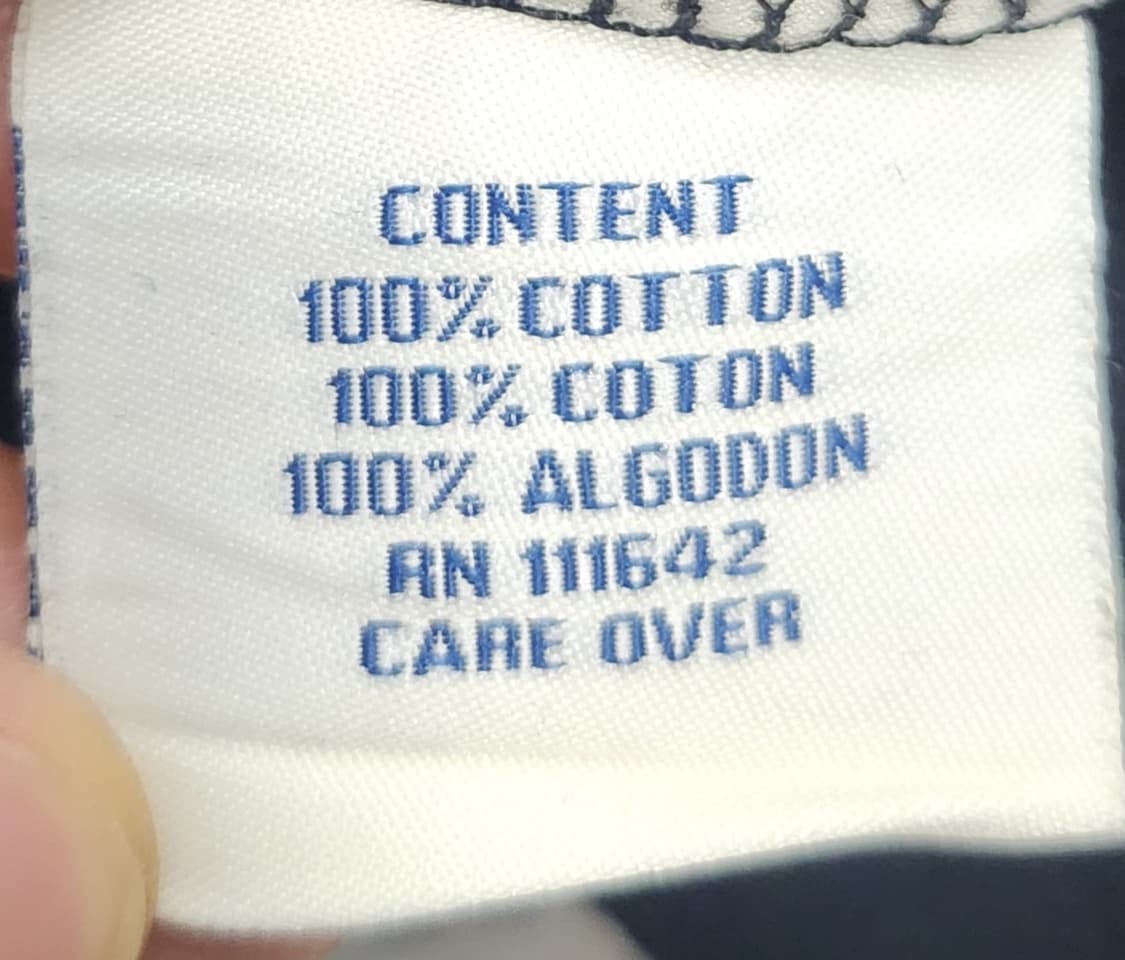 CONTENT
100% COTTON
100% COTON
100% ALGODON
RN 111642
CARE OVER